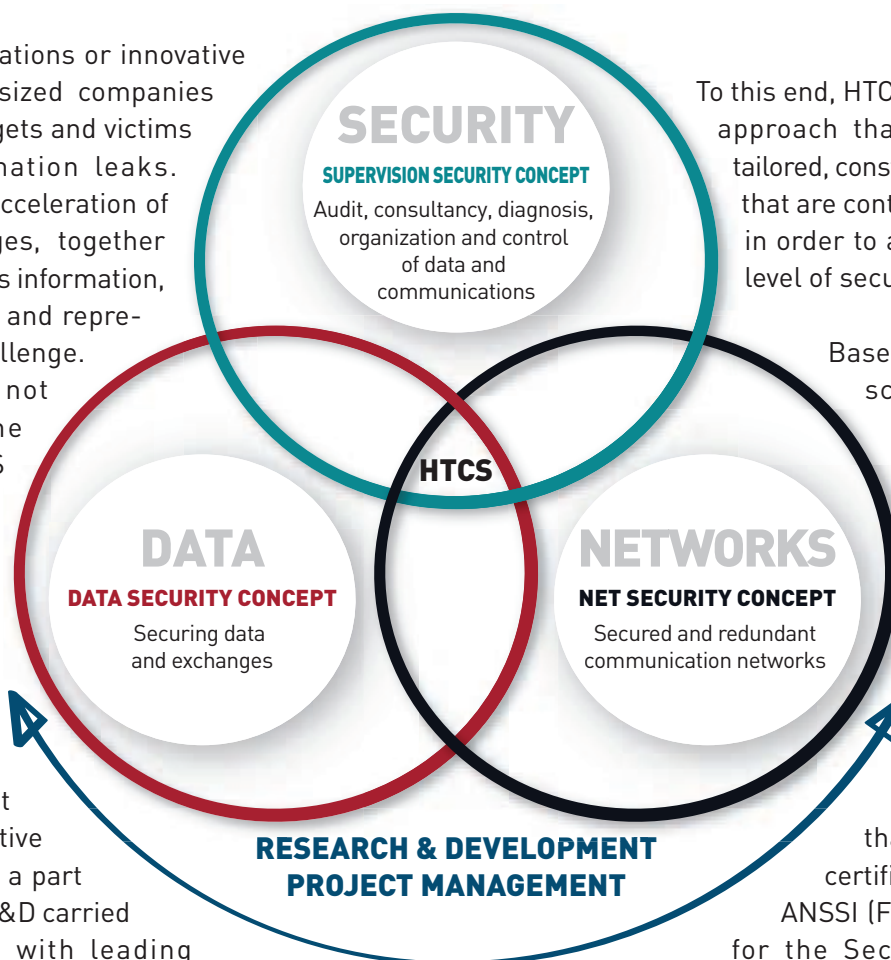 ations or innovative
sized companies
gets and victims
nation leaks.
cceleration of
ges, together
s information,
and repre-
allenge.
not
ne
S
SECURITY
SUPERVISION SECURITY CONCEPT
Audit, consultancy, diagnosis,
organization and control
of data and
communications
To this end, HTC
approach tha
tailored, cons
that are cont
in order to a
level of secu
Base
sc
HTCS
DATA
DATA SECURITY CONCEPT
Securing data
and exchanges
NETWORKS
NET SECURITY CONCEPT
Secured and redundant
communication networks
RESEARCH & DEVELOPMENT
PROJECT MANAGEMENT
t
tive
a part
&D carried
with leading
tha
certifi
ANSSI (F
for the Sec